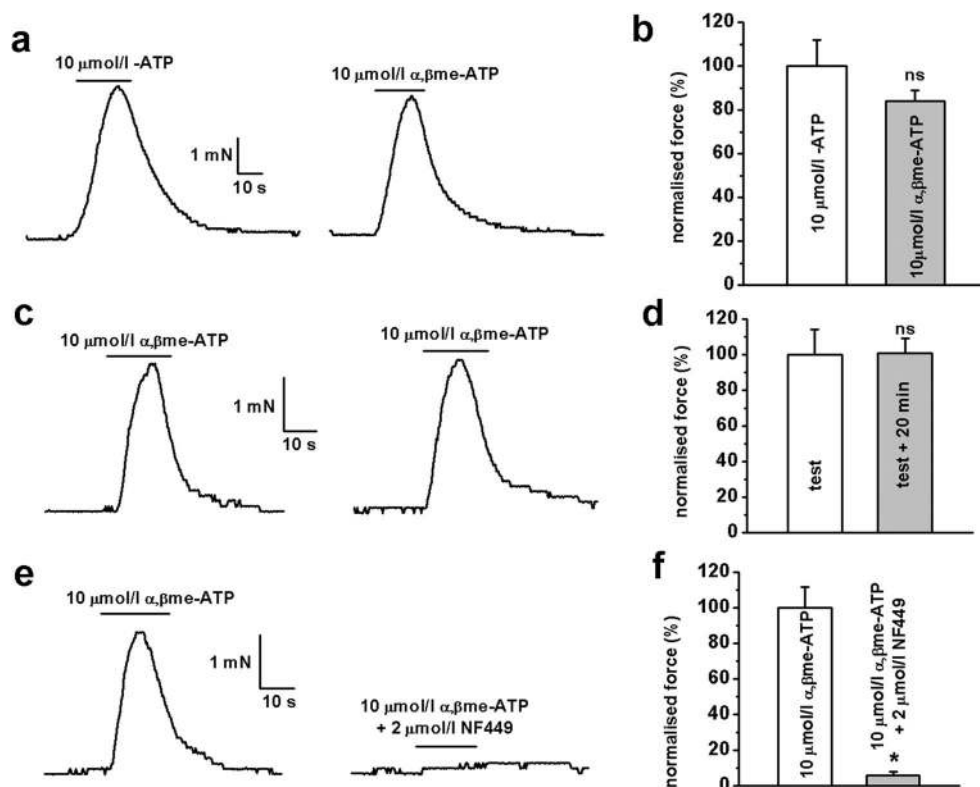 a
10 µmol/l -ATP
10 µmol/l α,βme-ATP
1 mN
10 s
b
normalised force (%)
120
100
80
60
40
20
0
10 µmol/l -ATP
ns
10µmol/l α,βme-ATP
c
10 µmol/l α,βme-ATP
10 µmol/l α,βme-ATP
1 mN
10 s
d
normalised force (%)
120
100
80
60
40
20
0
test
ns
test + 20 min
e
10 µmol/l α,βme-ATP
1 mN
10 s
10 µmol/l α,βme-ATP
+ 2 µmol/l NF449
f
normalised force (%)
120
100
80
60
40
20
0
10 µmol/l α,βme-ATP
10 µmol/l α,βme-ATP
+ 2 µmol/l NF449
*